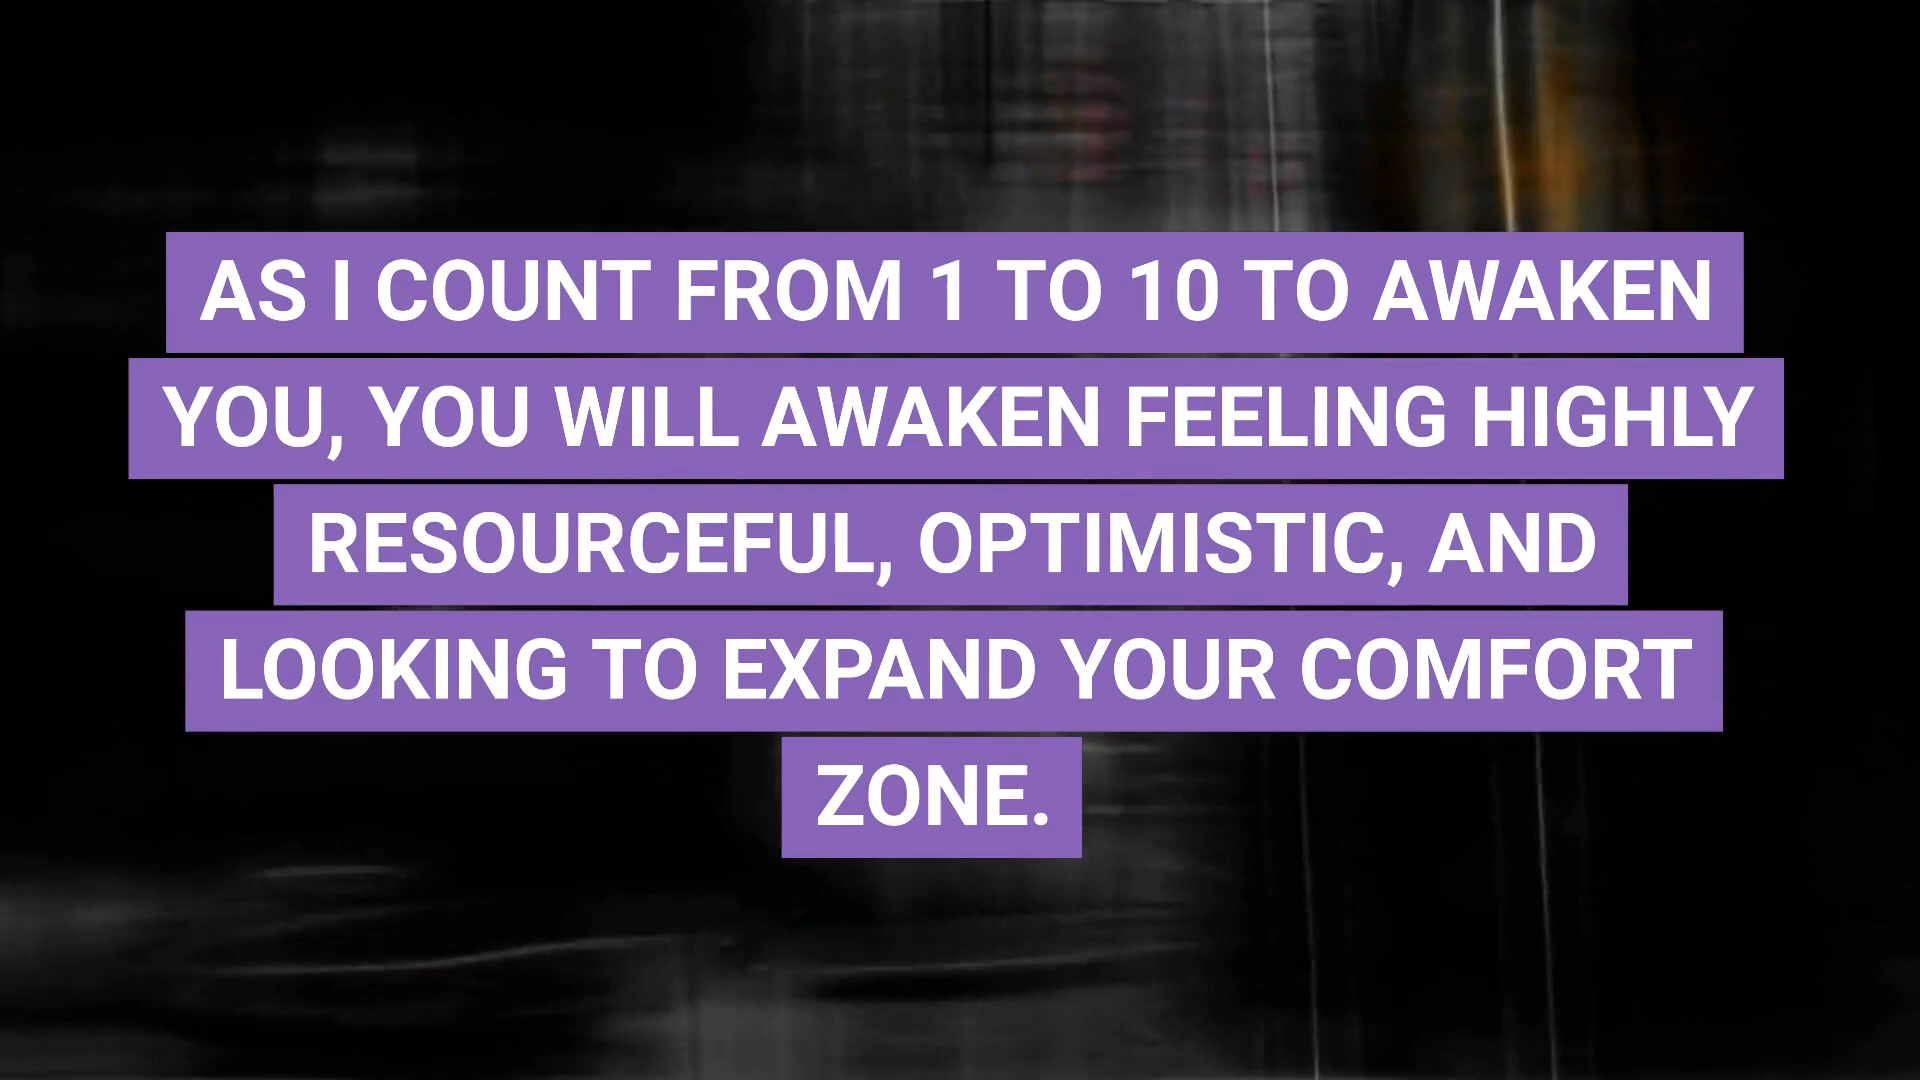 AS I COUNT FROM 1 TO 10 TO AWAKEN
YOU, YOU WILL AWAKEN FEELING HIGHLY
RESOURCEFUL, OPTIMISTIC, AND
LOOKING TO EXPAND YOUR COMFORT
ZONE.